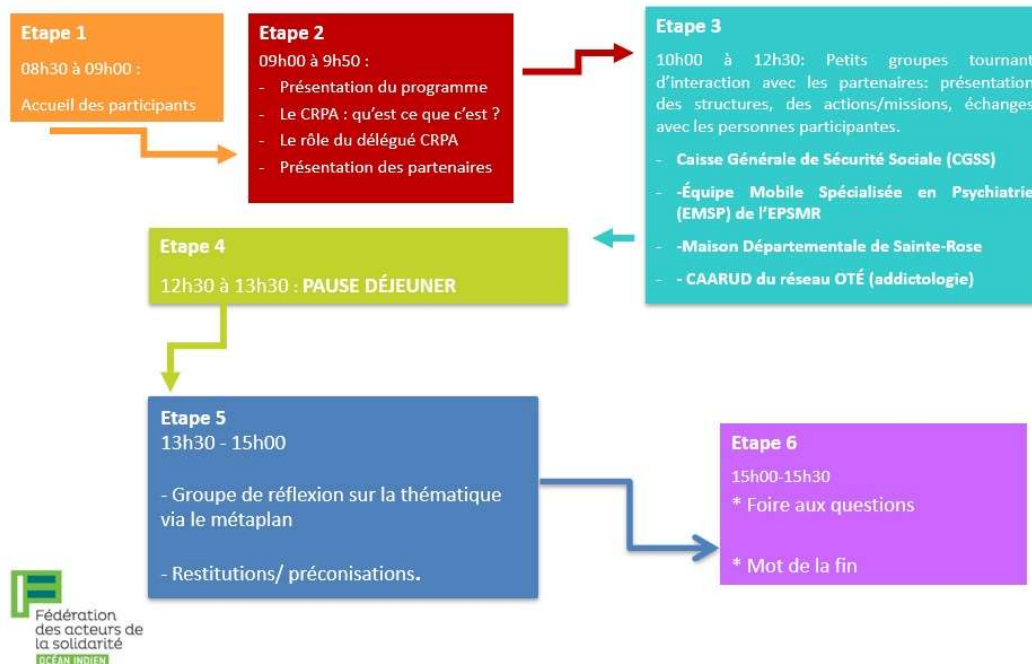 Etape 1
08h30 à 09h00 :
Accueil des participants
Etape 2
09h00 à 9h50 :
- Présentation du programme
- Le CRPA : qu'est ce que c'est ?
- Le rôle du délégué CRPA
- Présentation des partenaires
Etape 3
10h00 à 12h30: Petits groupes tournant
d'interaction avec les partenaires: présentation
des structures, des actions/missions, échanges
avec les personnes participantes.
- Caisse Générale de Sécurité Sociale (CGSS)
- -Équipe Mobile Spécialisée en Psychiatrie
(EMSP) de l'EPSMR
- -Maison Départementale de Sainte-Rose
- - CAARUD du réseau OTÉ (addictologie)
Etape 4
12h30 à 13h30 : PAUSE DÉJEUNER
Etape 5
13h30 - 15h00
- Groupe de réflexion sur la thématique
via le métaplan
- Restitutions/ préconisations.
Etape 6
15h00-15h30
* Foire aux questions
* Mot de la fin
Fédération
des acteurs de
la solidarité
OCÉAN INDIEN